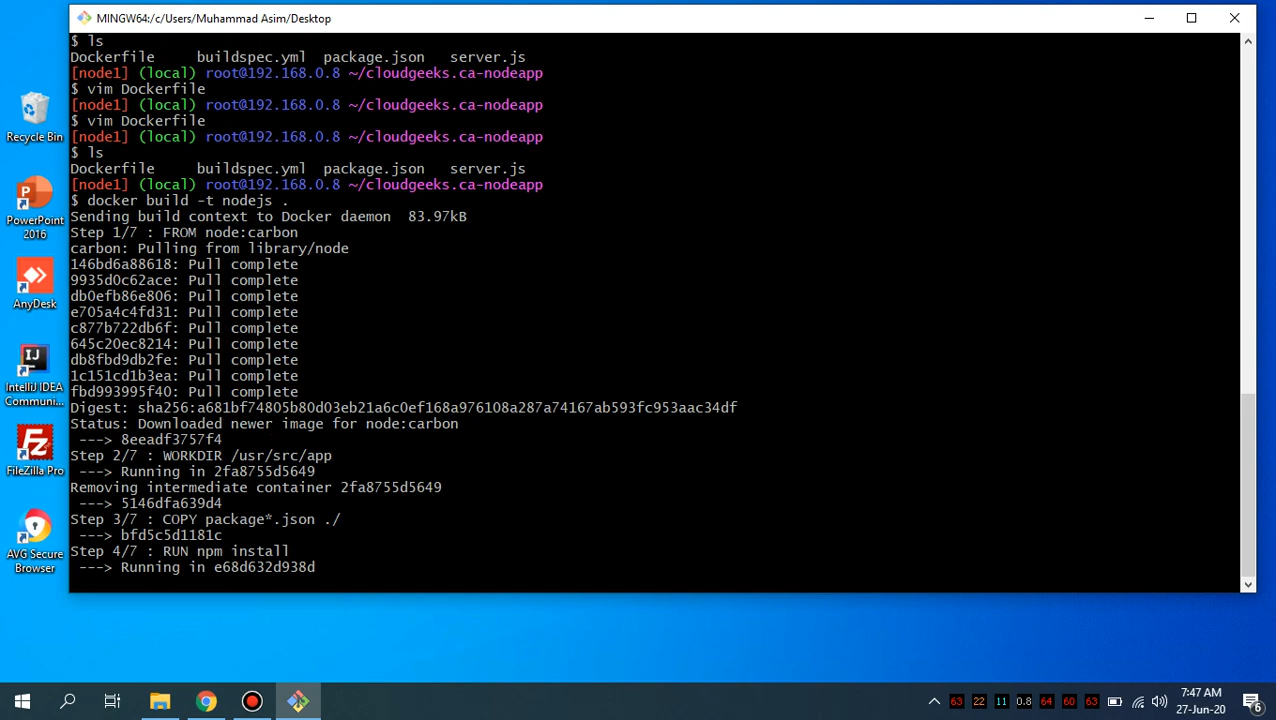 MINGW64:/c/Users/Muhammad Asim/Desktop
$ ls
Dockerfile     buildspec.yml  package.json   server.js
[node1] (local) root@192.168.0.8 ~/cloudgeeks.ca-nodeapp
$ vim Dockerfile
[node1] (local) root@192.168.0.8 ~/cloudgeeks.ca-nodeapp
$ vim Dockerfile
[node1] (local) root@192.168.0.8 ~/cloudgeeks.ca-nodeapp
$ ls
Dockerfile     buildspec.yml  package.json   server.js
[node1] (local) root@192.168.0.8 ~/cloudgeeks.ca-nodeapp
$ docker build -t nodejs .
Sending build context to Docker daemon  83.97kB
Step 1/7 : FROM node:carbon
carbon: Pulling from library/node
146bd6a88618: Pull complete
9935d0c62ace: Pull complete
db0efb86e806: Pull complete
e705a4c4fd31: Pull complete
c877b722db6f: Pull complete
645c20ec8214: Pull complete
db8fbd9db2fe: Pull complete
1c151cd1b3ea: Pull complete
fbd993995f40: Pull complete
Digest: sha256:a681bf74805b80d03eb21a6c0ef168a976108a287a74167ab593fc953aac34df
Status: Downloaded newer image for node:carbon
 ---> 8eeadf3757f4
Step 2/7 : WORKDIR /usr/src/app
 ---> Running in 2fa8755d5649
Removing intermediate container 2fa8755d5649
 ---> 5146dfa639d4
Step 3/7 : COPY package*.json ./
 ---> bfd5c5d1181c
Step 4/7 : RUN npm install
 ---> Running in e68d632d938d
Recycle Bin
PowerPoint
2016
AnyDesk
IntelliJ IDEA
Communi...
FileZilla Pro
AVG Secure
Browser
63 22 11 0.8 64 60 63
7:47 AM
27-Jun-20
6